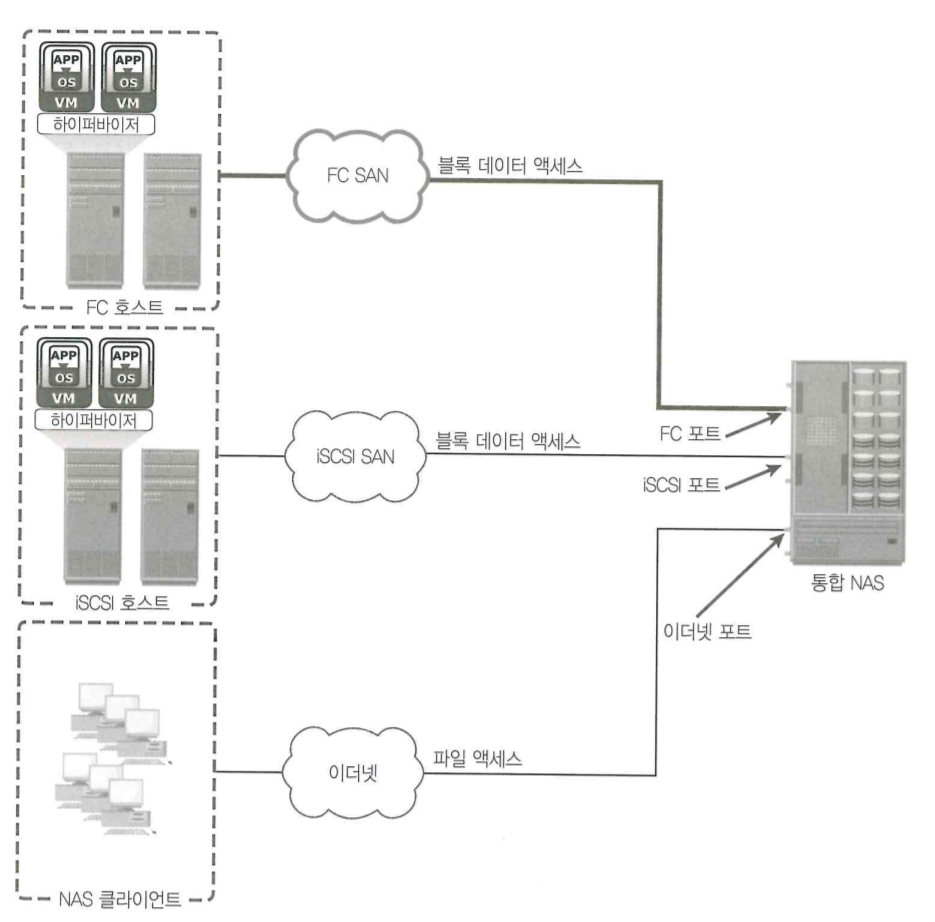 APP
OS
VM
APP
OS
VM
하이퍼바이저
FC 호스트
FC SAN
블록 데이터 액세스
APP
OS
VM
APP
OS
VM
하이퍼바이저
iSCSI 호스트
iSCSI SAN
블록 데이터 액세스
FC 포트
iSCSI 포트
통합 NAS
이더넷 포트
이더넷
파일 액세스
NAS 클라이언트